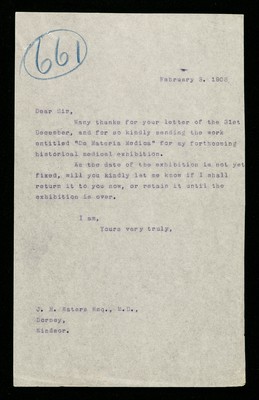 661
February 3. 190
Dear Sir,
Many thanks for your letter of the 31st
December, and for so kindly sending the work
entitled "Om Materia Medica" for my forthcoming
historical medical exhibition.
As the date of the exhibition is not yet
fixed, will you kindly let me know if I shall
return it to you now, or retain it until the
exhibition is over.
I am,
Yours very truly,
J. H. Waters Esq., M.D.,
Windsor.